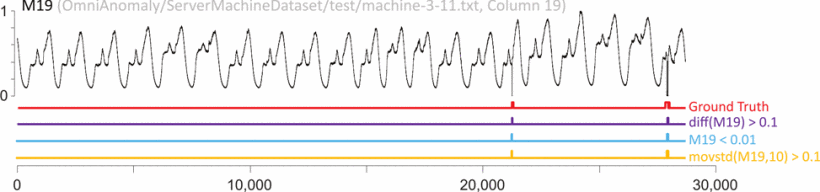 M19 (OmniAnomaly/ServerMachineDataset/test/machine-3-11.txt, Column 19)
1
0
Ground Truth
diff(M19) > 0.1
M19 < 0.01
movstd(M19,10) > 0.1
0 10,000 20,000 30,000